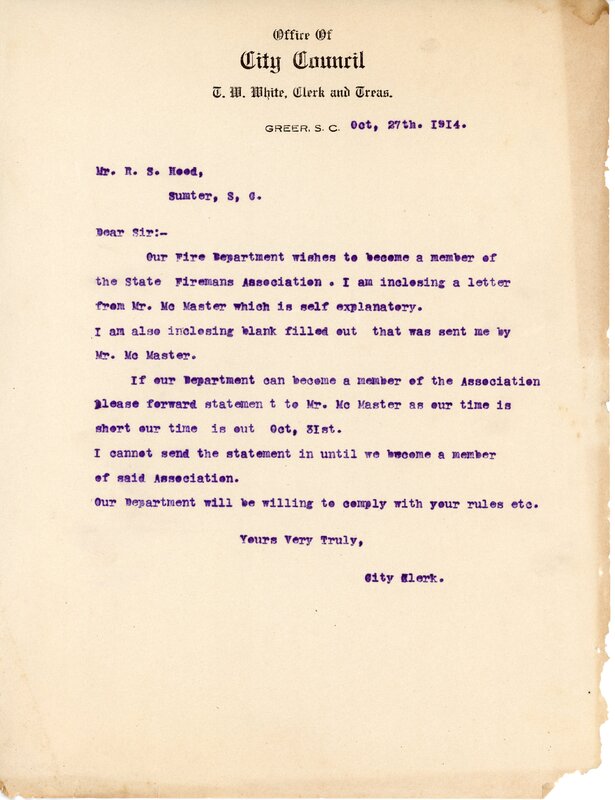 Office Of
City Council
T. W. White, Clerk and Treas.
GREER, S. C. Oct, 27th. 1914.
Mr. R. S. Hood,
Sumter, S, C.
Dear Sir:-
Our Fire Department wishes to become a member of
the State Firemans Association . I am inclosing a letter
from Mr. Mc Master which is self explanatory.
I am also inclosing blank filled out that was sent me by
Mr. Mc Master.
If our Department can become a member of the Association
please forward statemen t to Mr. Mc Master as our time is
short our time is out Oct, 31st.
I cannot send the statement in until we become a member
of said Association.
Our Department will be willing to comply with your rules etc.
Yours Very Truly,
City Clerk.